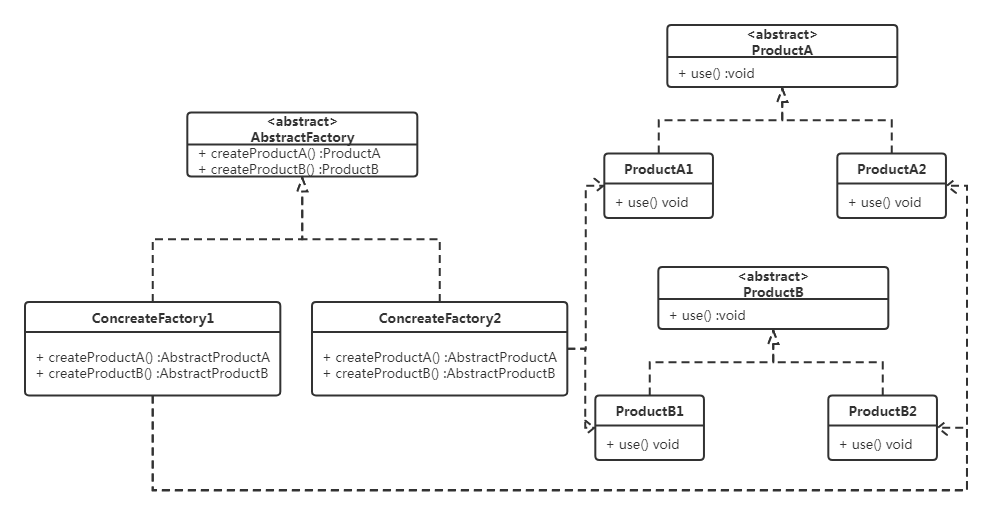 <abstract>
ProductA
+ use() :void
<abstract>
AbstractFactory
+ createProductA() :ProductA
+ createProductB() :ProductB
ProductA1
+ use() void
ProductA2
+ use() void
<abstract>
ProductB
+ use() :void
ConcreateFactory1
+ createProductA() :AbstractProductA
+ createProductB() :AbstractProductB
ConcreateFactory2
+ createProductA() :AbstractProductA
+ createProductB() :AbstractProductB
ProductB1
+ use() void
ProductB2
+ use() void